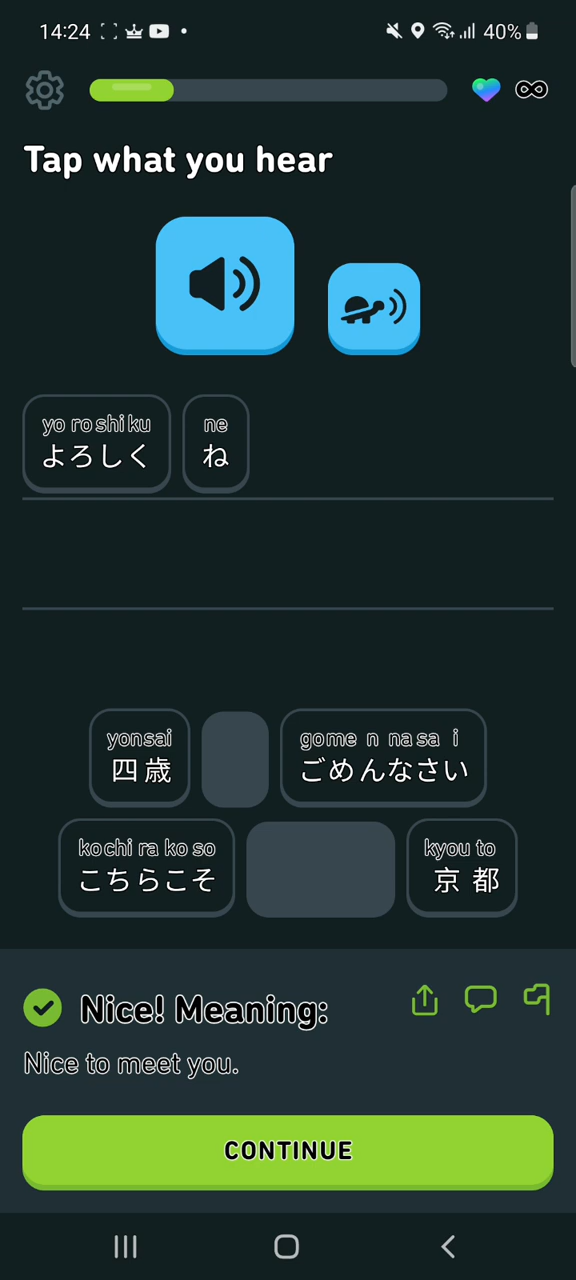 14:24
40%
Tap what you hear
yo ro shi ku ne
よろしく ね
yonsai gome n na sa i
四歳 ごめんなさい
kochi ra ko so kyou to
こちらこそ 京都
Nice! Meaning:
Nice to meet you.
CONTINUE